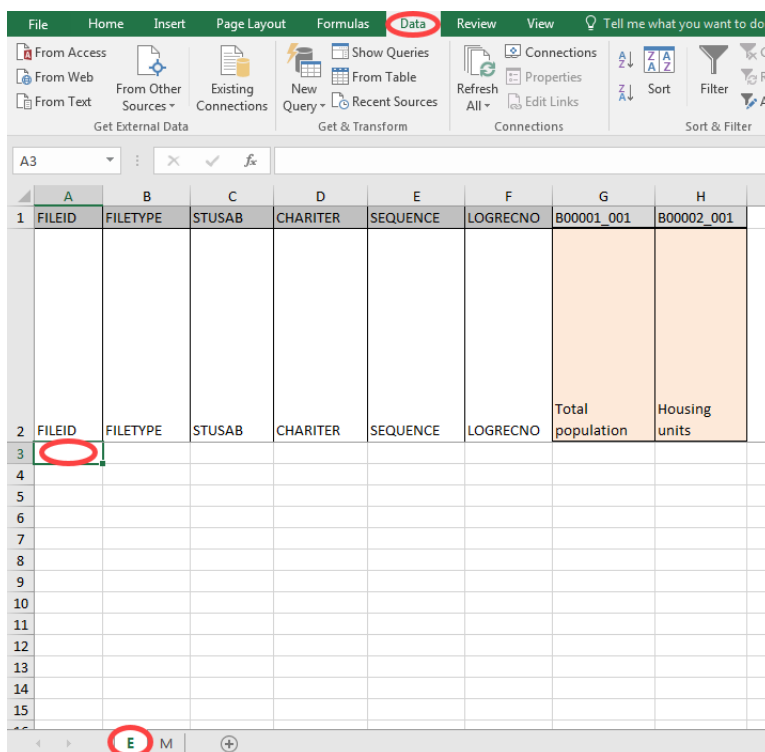 File Home Insert Page Layout Formulas Data Review View Tell me what you want to do
From Access
From Web
From Text
From Other
Sources
Existing
Connections
Get External Data
New
Query
Show Queries
From Table
Recent Sources
Get & Transform
Refresh
All
Connections
Properties
Edit Links
Connections
Sort
Filter
Sort & Filter
A3 fx
A B C D E F G H
1 FILEID FILETYPE STUSAB CHARITER SEQUENCE LOGRECNO B00001_001 B00002_001
Total Housing
2 FILEID FILETYPE STUSAB CHARITER SEQUENCE LOGRECNO population units
3
4
5
6
7
8
9
10
11
12
13
14
15
E M